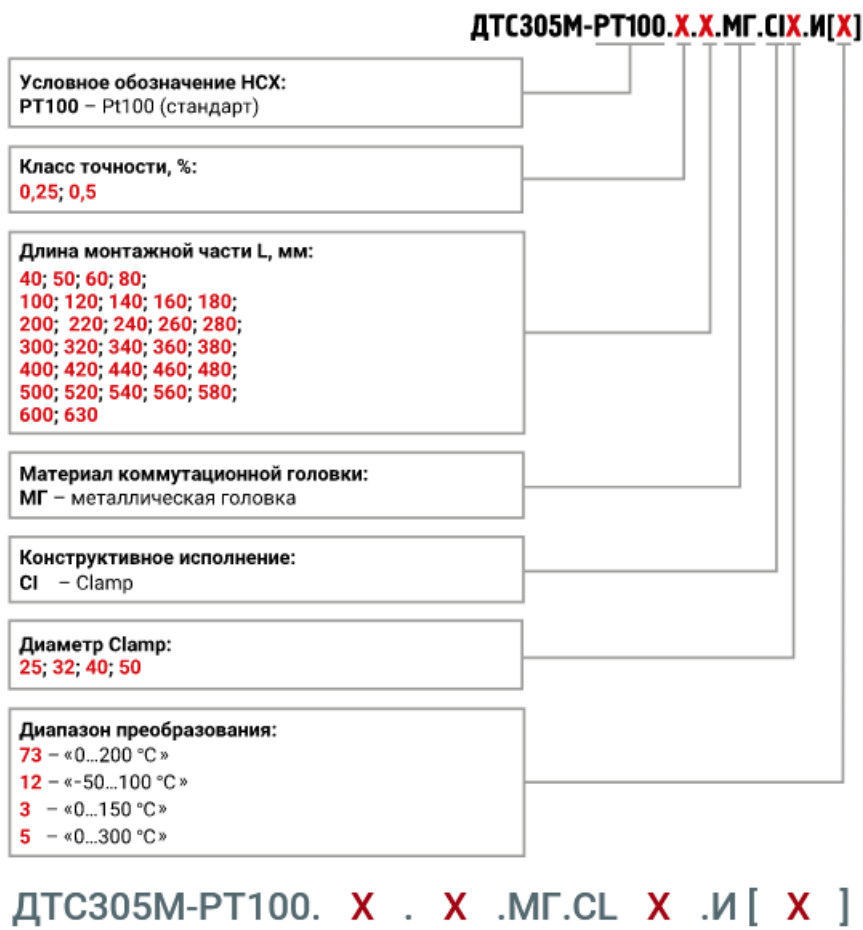 ДТС305М-РТ100.Х.Х.МГ.СIХ.И[Х]
Условное обозначение НСХ:
РТ100 – Pt100 (стандарт)
Класс точности, %:
0,25; 0,5
Длина монтажной части L, мм:
40; 50; 60; 80;
100; 120; 140; 160; 180;
200; 220; 240; 260; 280;
300; 320; 340; 360; 380;
400; 420; 440; 460; 480;
500; 520; 540; 560; 580;
600; 630
Материал коммутационной головки:
МГ – металлическая головка
Конструктивное исполнение:
Cl – Clamp
Диаметр Clamp:
25; 32; 40; 50
Диапазон преобразования:
73 – «0...200 °С»
12 – «-50...100 °С»
3 – «0...150 °С»
5 – «0...300 °С»
ДТС305М-РТ100. Х . Х .МГ.CL Х .И [ Х ]